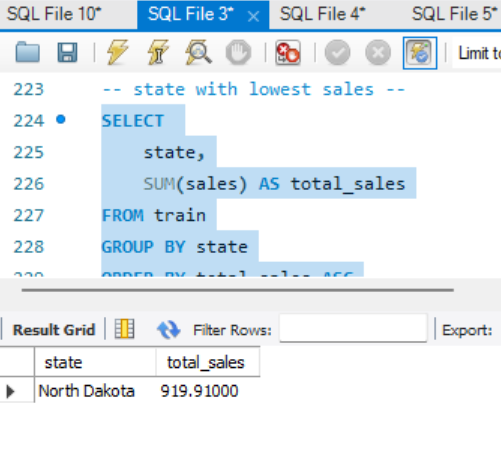 SQL File 10* SQL File 3* SQL File 4* SQL File 5*
Limit to
223 -- state with lowest sales --
224 SELECT
225 state,
226 SUM(sales) AS total_sales
227 FROM train
228 GROUP BY state
229 ORDER BY total_sales ASC
Result Grid Filter Rows: Export:
state total_sales
North Dakota 919.91000